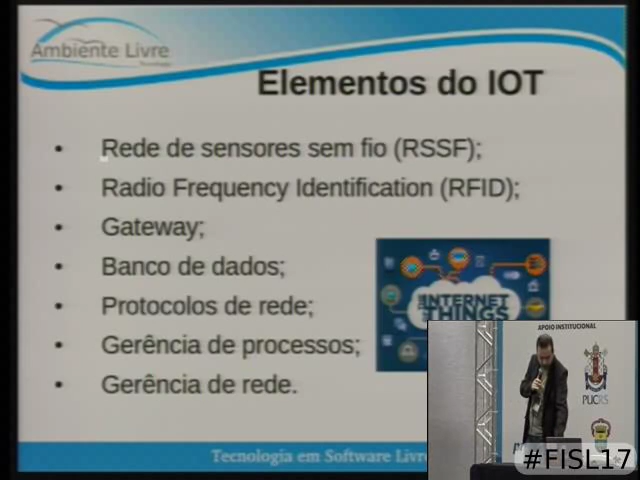 Ambiente Livre
Tecnologia
Elementos do IOT
• Rede de sensores sem fio (RSSF);
• Radio Frequency Identification (RFID);
• Gateway;
• Banco de dados;
• Protocolos de rede;
• Gerência de processos;
• Gerência de rede.
INTERNET
THINGS
APOIO INSTITUCIONAL
PUCRS
Tecnologia em Software Livre
#FISL17